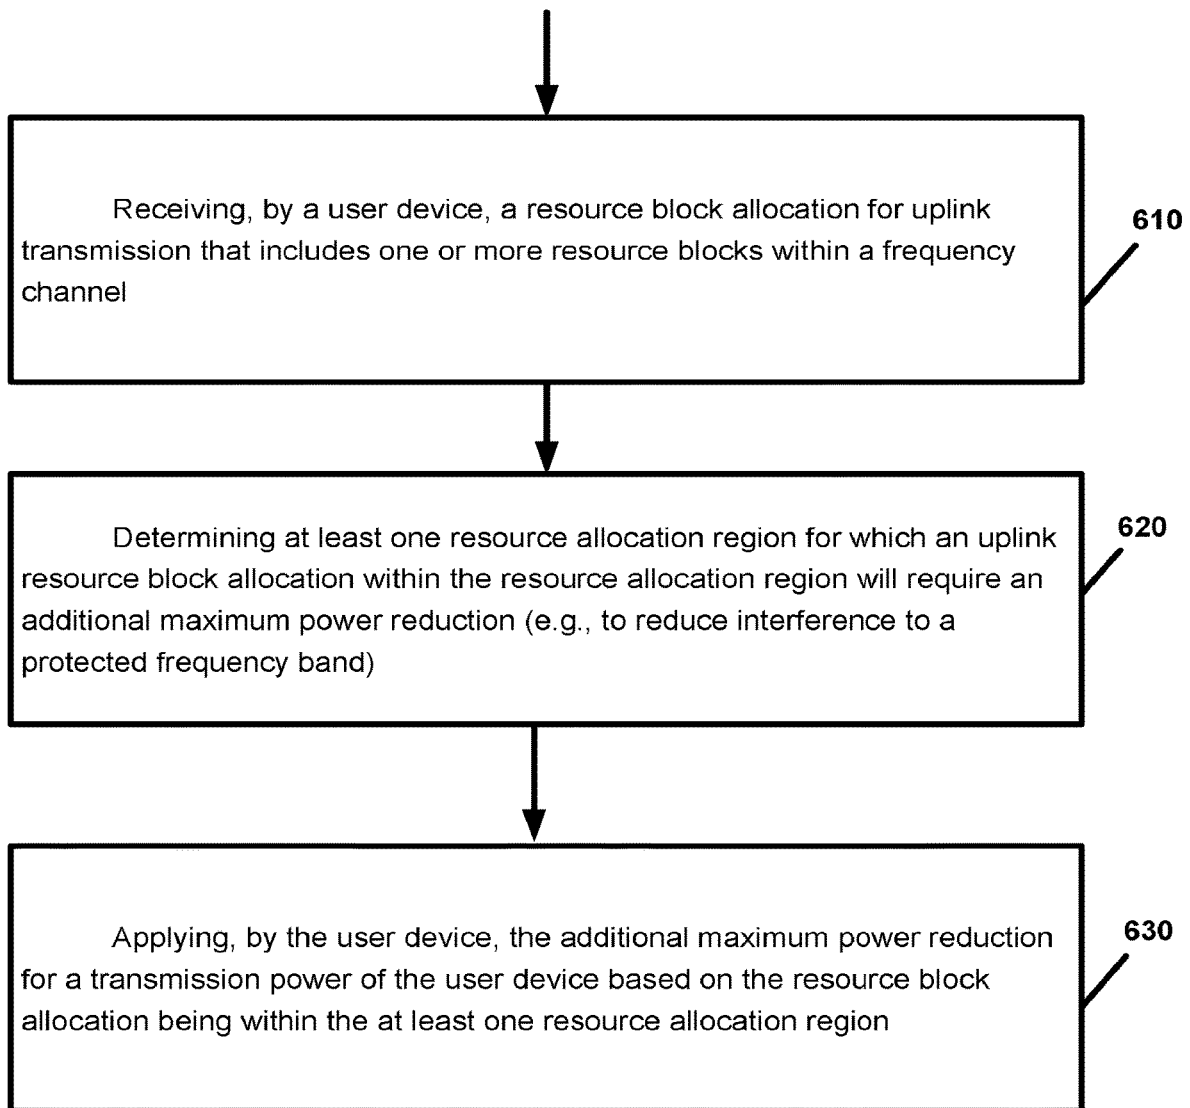 Receiving, by a user device, a resource block allocation for uplink
transmission that includes one or more resource blocks within a frequency
channel
610
Determining at least one resource allocation region for which an uplink
resource block allocation within the resource allocation region will require an
additional maximum power reduction (e.g., to reduce interference to a
protected frequency band)
620
Applying, by the user device, the additional maximum power reduction
for a transmission power of the user device based on the resource block
allocation being within the at least one resource allocation region
630